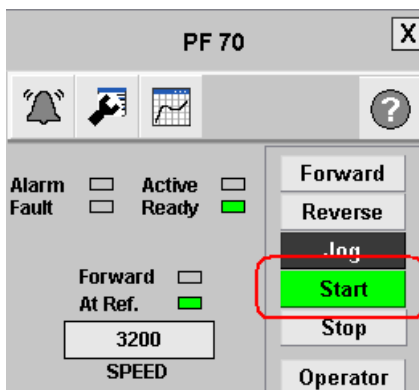 PF 70
X
?
Alarm Active
Fault Ready
Forward
At Ref.
3200
SPEED
Forward
Reverse
Jog
Start
Stop
Operator